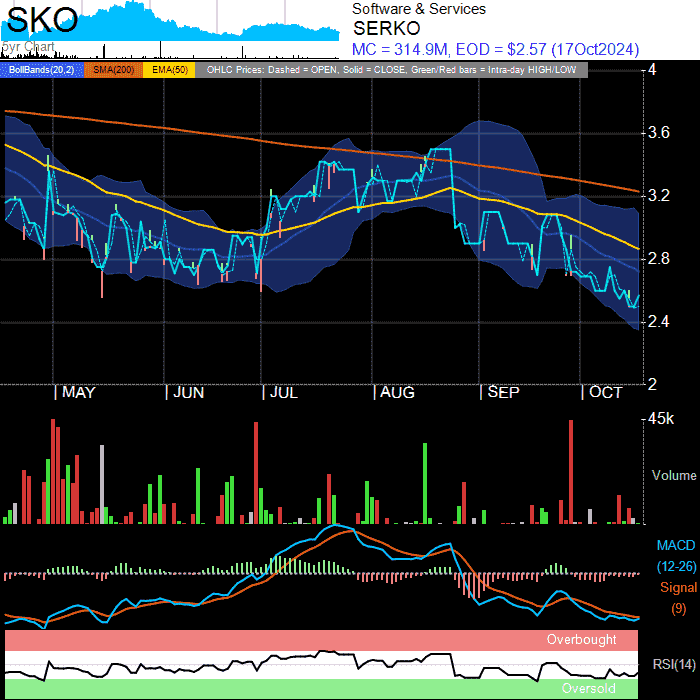 SKO
5yr Chart
Software & Services
SERKO
MC = 314.9M, EOD = $2.57 (17Oct2024)
BollBands(20,2) SMA(200) EMA(50) OHLC Prices: Dashed = OPEN, Solid = CLOSE, Green/Red bars = Intra-day HIGH/LOW
4
3.6
3.2
2.8
2.4
2
MAY JUN JUL AUG SEP OCT
45k
Volume
MACD
(12-26)
Signal
(9)
Overbought
RSI(14)
Oversold